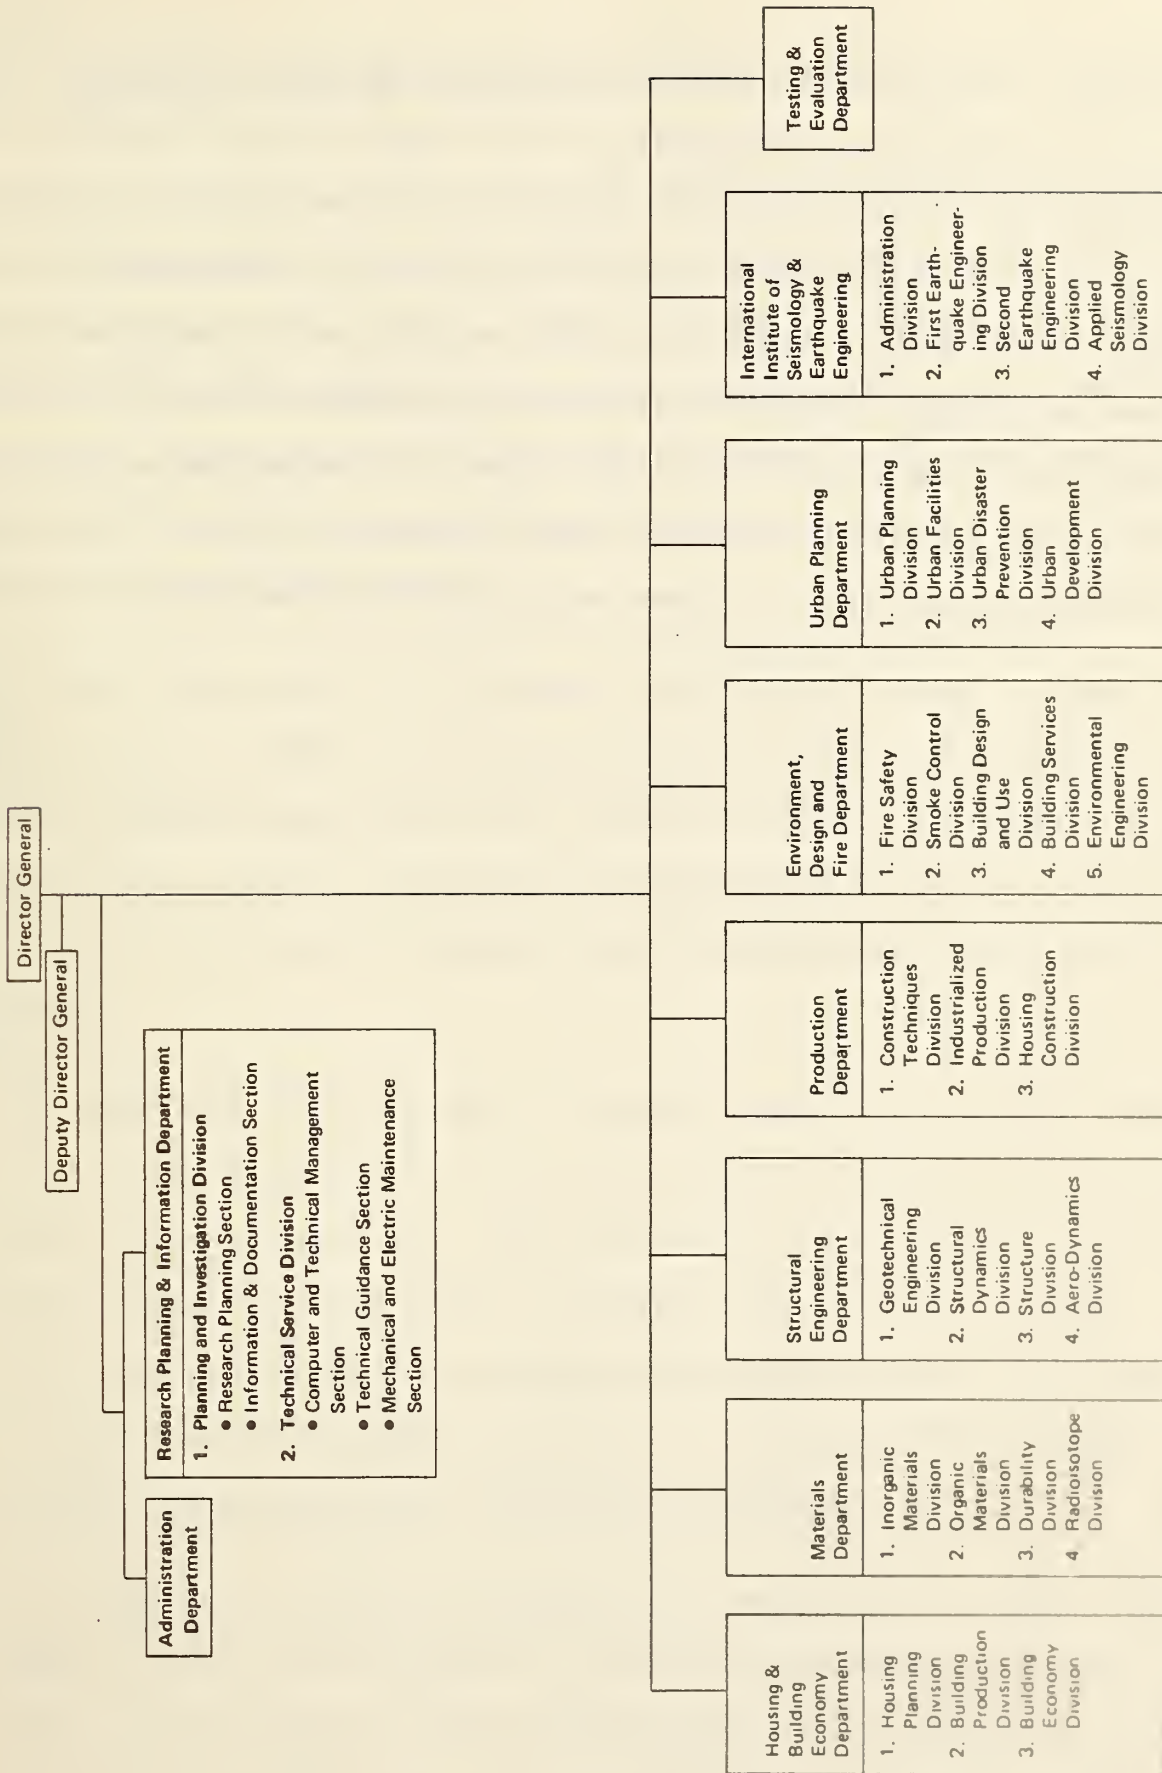 Director General
Deputy Director General
Administration
Department
Research Planning & Information Department
1. Planning and Investigation Division
● Research Planning Section
● Information & Documentation Section
2. Technical Service Division
● Computer and Technical Management
Section
● Technical Guidance Section
● Mechanical and Electric Maintenance
Section
Housing &
Building
Economy
Department
1. Housing
Planning
Division
2. Building
Production
Division
3. Building
Economy
Division
Materials
Department
1. Inorganic
Materials
Division
2. Organic
Materials
Division
3. Durability
Division
4 Radioisotope
Division
Structural
Engineering
Department
1. Geotechnical
Engineering
Division
2. Structural
Dynamics
Division
3. Structure
Division
4. Aero-Dynamics
Division
Production
Department
1. Construction
Techniques
Division
2. Industrialized
Production
Division
3. Housing
Construction
Division
Environment,
Design and
Fire Department
1. Fire Safety
Division
2. Smoke Control
Division
3. Building Design
and Use
Division
4. Building Services
Division
5. Environmental
Engineering
Division
Urban Planning
Department
1. Urban Planning
Division
2. Urban Facilities
Division
3. Urban Disaster
Prevention
Division
4. Urban
Development
Division
International
Institute of
Seismology &
Earthquake
Engineering
1. Administration
Division
2. First Earth-
quake Engineer-
ing Division
3. Second
Earthquake
Engineering
Division
4. Applied
Seismology
Division
Testing &
Evaluation
Department